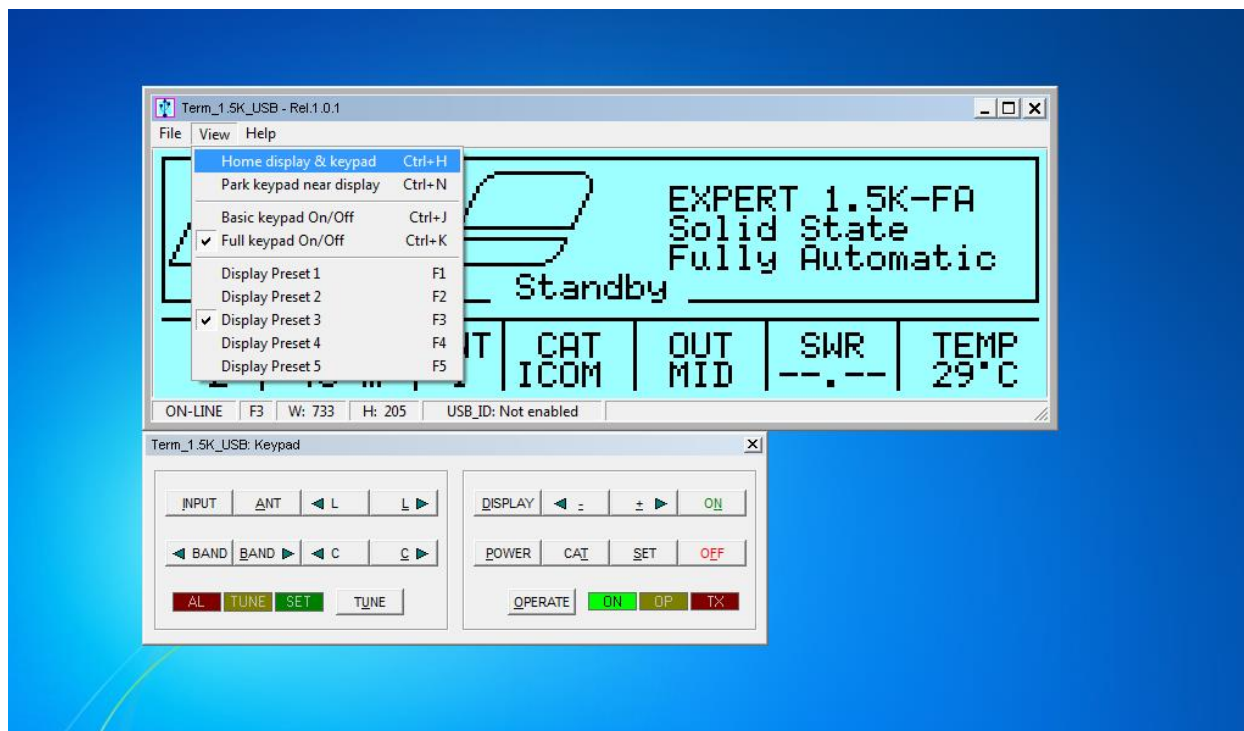 Term_1.5K_USB - Rel.1.0.1
File View Help
Home display & keypad Ctrl+H
Park keypad near display Ctrl+N
Basic keypad On/Off Ctrl+J
Full keypad On/Off Ctrl+K
Display Preset 1 F1
Display Preset 2 F2
Display Preset 3 F3
Display Preset 4 F4
Display Preset 5 F5
EXPERT 1.5K-FA
Solid State
Fully Automatic
Standby
CAT OUT SWR TEMP
ICOM MID --.-- 29°C
ON-LINE F3 W: 733 H: 205 USB_ID: Not enabled
Term_1.5K_USB: Keypad
INPUT ANT L L DISPLAY - + ON
BAND BAND C C POWER CAT SET OFF
AL TUNE SET TUNE OPERATE ON OP TX